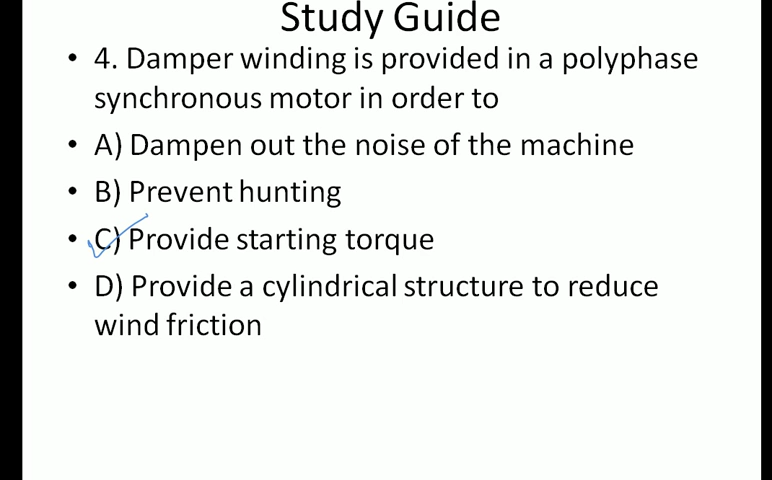 Study Guide
• 4. Damper winding is provided in a polyphase
synchronous motor in order to
• A) Dampen out the noise of the machine
• B) Prevent hunting
• C) Provide starting torque
• D) Provide a cylindrical structure to reduce
wind friction